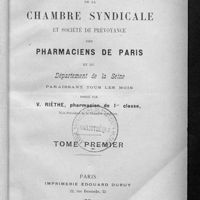 DE LA
CHAMBRE SYNDICALE
ET SOCIÉTÉ DE PRÉVOYANCE
DES
PHARMACIENS DE PARIS
ET DU
Département de la Seine
PARAISSANT TOUS LES MOIS
V. RIÈTHE, pharmacien de 1re classe,
TOME PREMIER
PARIS
IMPRIMERIE EDOUARD DURUY